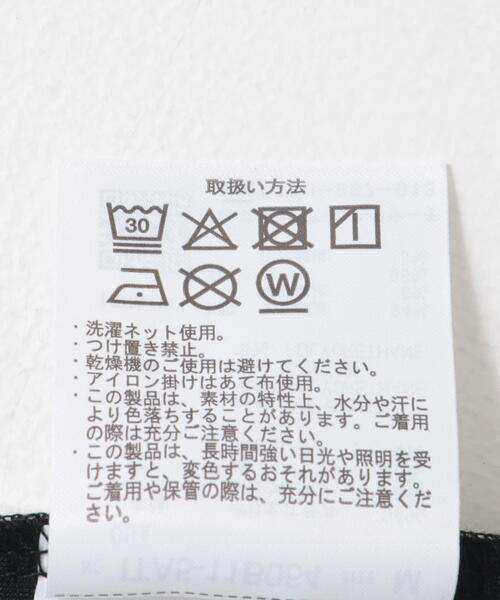 取扱い方法
30
W
・洗濯ネット使用。
・つけ置き禁止。
・乾燥機のご使用は避けてください。
・アイロン掛けはあて布使用。
・この製品は、素材の特性上、水分や汗に
より色落ちすることがあります。ご着用
の際は充分ご注意ください。
・この製品は、長時間強い日光や照明を受
けますと、変色するおそれがあります。
ご着用や保管の際は、充分にご注意くだ
さい。